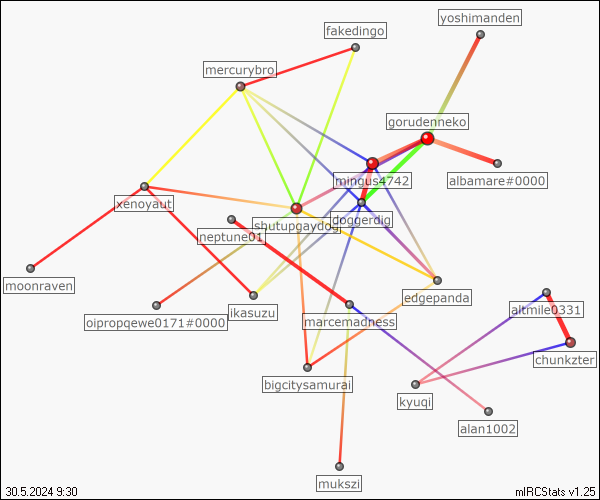 yoshimanden
fakedingo
mercurybro
gorudenneko
mingus4742
albamare#0000
xenoyaut
shutupgaydog
doggerdig
neptune01
moonraven
edgepanda
ikasuzu
oipropqewe0171#0000
marcemadness
altmile0331
chunkzter
bigcitysamurai
kyuqi
alan1002
mukszi
30.5.2024 9:30
mIRCStats v1.25